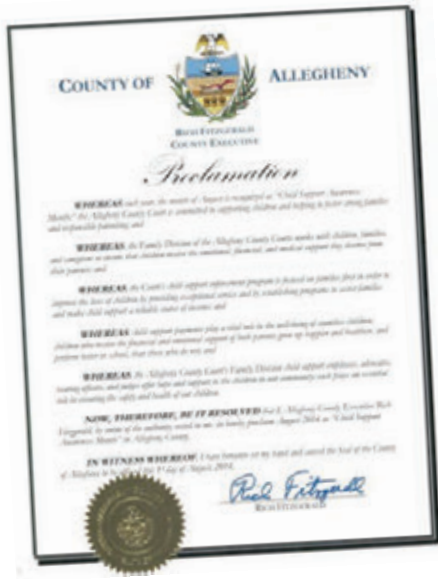 COUNTY OF ALLEGHENY
RICH FITZGERALD
COUNTY EXECUTIVE
Proclamation
WHEREAS each year, the month of August is recognized as "Child Support Awareness
Month;" the Allegheny County Court is committed to supporting children and helping to foster strong families
and responsible parenting; and
WHEREAS, the Family Division of the Allegheny County Courts works with children, families,
and caregivers to ensure that children receive the emotional, financial, and medical support they deserve from
their parents; and
WHEREAS, the Court's child support enforcement program is focused on families first in order to
improve the lives of children by providing exceptional service and by establishing programs to assist families
and make child support a reliable source of income; and
WHEREAS, child support payments play a vital role in the well-being of countless children;
children who receive the financial and emotional support of both parents grow up happier and healthier, and
perform better in school, than those who do not; and
WHEREAS, the Allegheny County Court's Family Division child support employees, advocates,
hearing officers, and judges offer hope and support to the children in our community each plays an essential
role in ensuring the safety and health of our children.
NOW, THEREFORE, BE IT RESOLVED that I, Allegheny County Executive Rich
Fitzgerald, by virtue of the authority vested in me, do hereby proclaim August 2014, as "Child Support
Awareness Month" in Allegheny County.
IN WITNESS WHEREOF, I have hereunto set my hand and caused the Seal of the County
of Allegheny to be affixed this 1st day of August 2014.
Rich Fitzgerald
RICH FITZGERALD